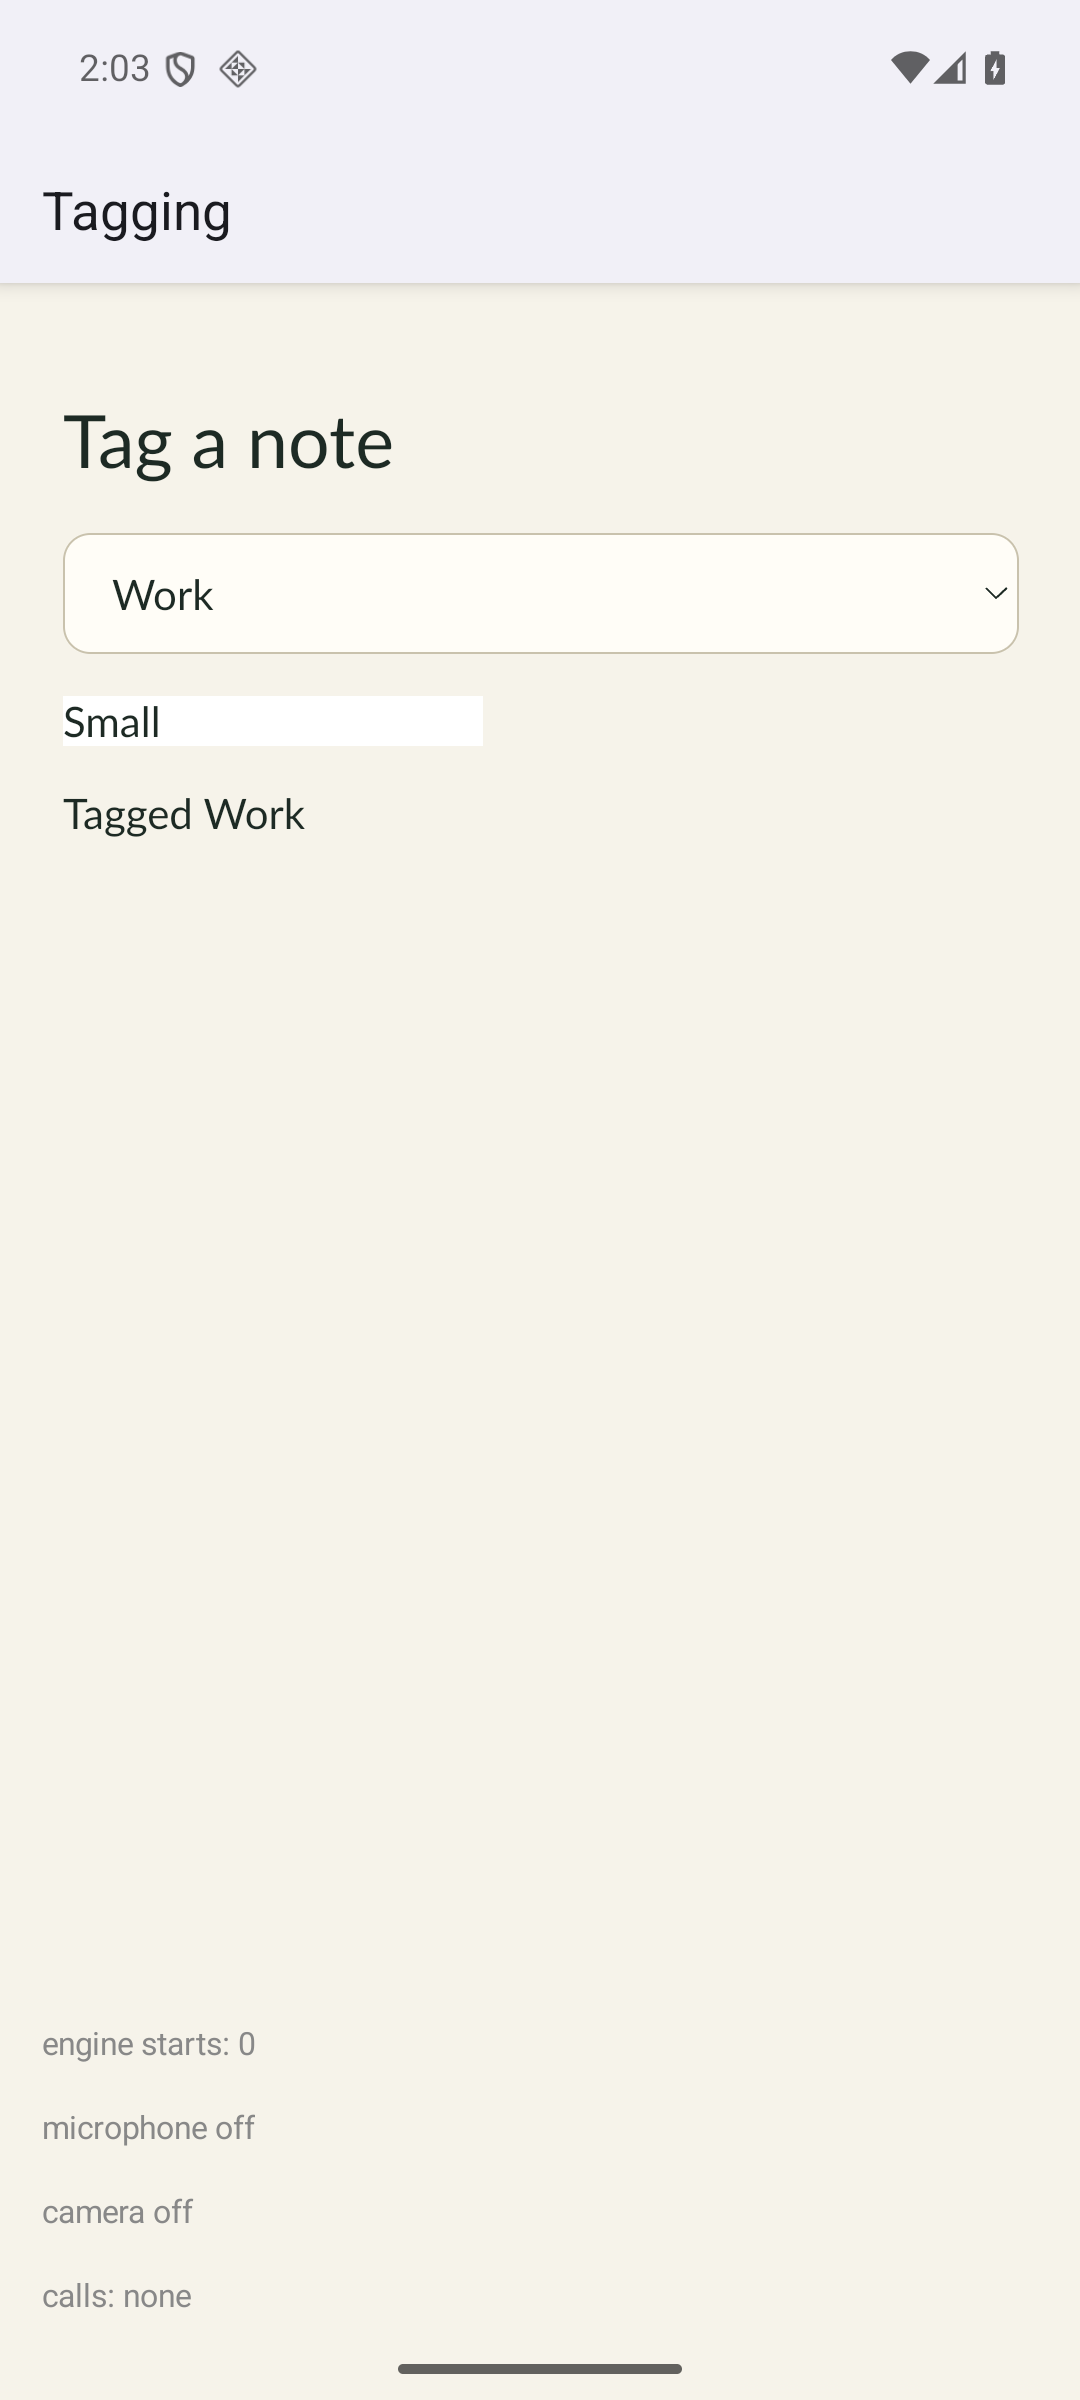 2:03
Tagging
Tag a note
Work
Small
Tagged Work
engine starts: 0
microphone off
camera off
calls: none